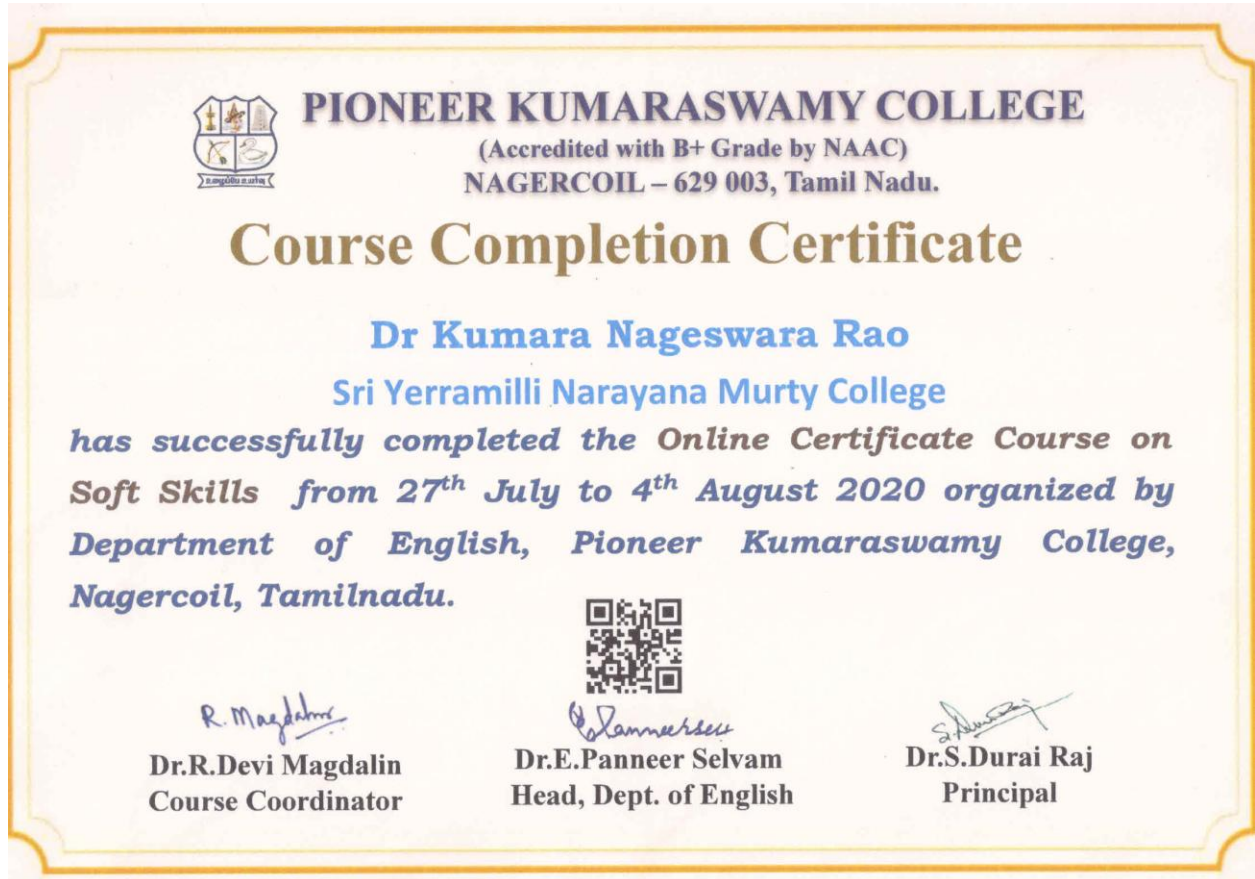 PIONEER KUMARASWAMY COLLEGE
(Accredited with B+ Grade by NAAC)
NAGERCOIL – 629 003, Tamil Nadu.
உழைப்பே உயர்வு
Course Completion Certificate
Dr Kumara Nageswara Rao
Sri Yerramilli Narayana Murty College
has successfully completed the Online Certificate Course on
Soft Skills from 27th July to 4th August 2020 organized by
Department of English, Pioneer Kumaraswamy College,
Nagercoil, Tamilnadu.
R. Magdalin
Dr.R.Devi Magdalin
Course Coordinator
Dr.E.Panneer Selvam
Head, Dept. of English
Dr.S.Durai Raj
Principal